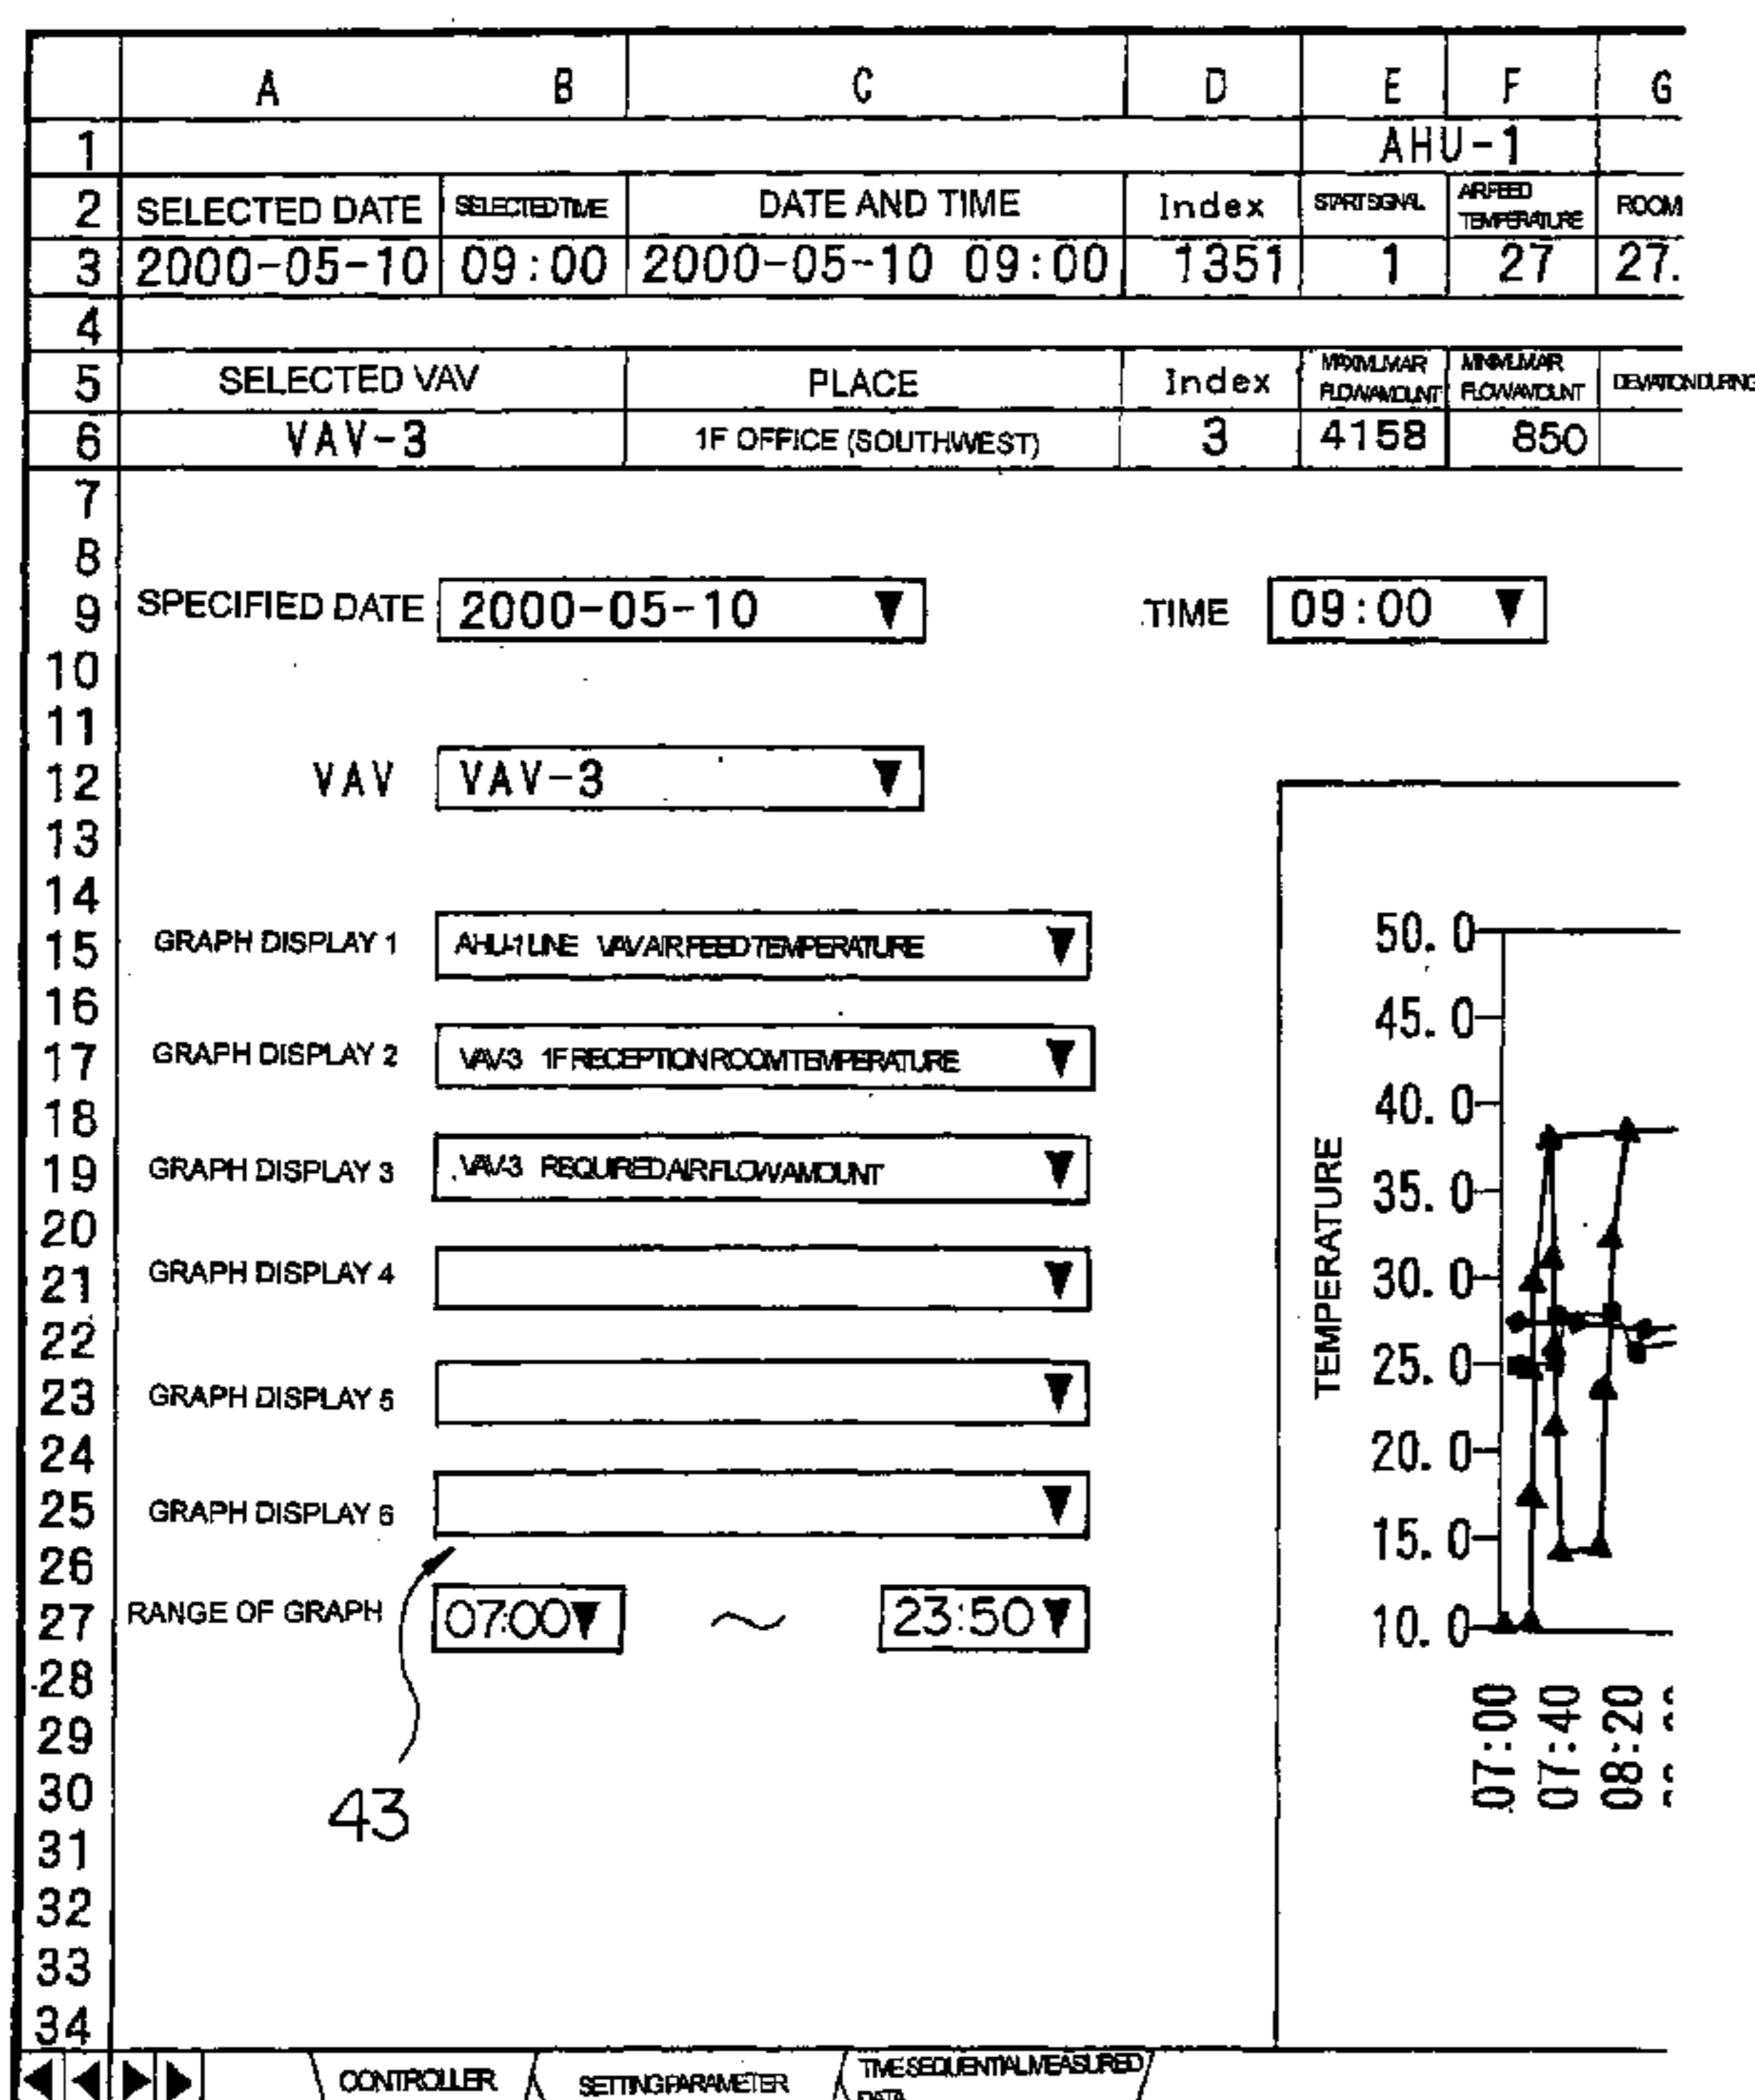 A B C D E F G
1 AHU-1
2 SELECTED DATE SELECTED TIME DATE AND TIME Index START SIGNAL AIR FEED TEMPERATURE ROOM
3 2000-05-10 09:00 2000-05-10 09:00 1351 1 27 27.
4
5 SELECTED VAV PLACE Index MAXIMUM AIR FLOW AMOUNT MINIMUM AIR FLOW AMOUNT DEVIATION DURING
6 VAV-3 1F OFFICE (SOUTHWEST) 3 4158 850
7
8
9 SPECIFIED DATE 2000-05-10 ▼ TIME 09:00 ▼
10
11
12 VAV VAV-3 ▼
13
14
15 GRAPH DISPLAY 1 AHU-1 LINE VAV AIR FEED TEMPERATURE ▼
16
17 GRAPH DISPLAY 2 VAV-3 1F RECEPTION ROOM TEMPERATURE ▼
18
19 GRAPH DISPLAY 3 VAV-3 REQUIRED AIR FLOW AMOUNT ▼
20
21 GRAPH DISPLAY 4 ▼
22
23 GRAPH DISPLAY 5 ▼
24
25 GRAPH DISPLAY 6 ▼
26
27 RANGE OF GRAPH 07:00▼ ~ 23:50▼
28
29
30
31
32
33
34
43
TEMPERATURE
50.0
45.0
40.0
35.0
30.0
25.0
20.0
15.0
10.0
07:00 07:40 08:20
CONTROLLER SETTING PARAMETER TIME SEQUENTIAL MEASURED DATA